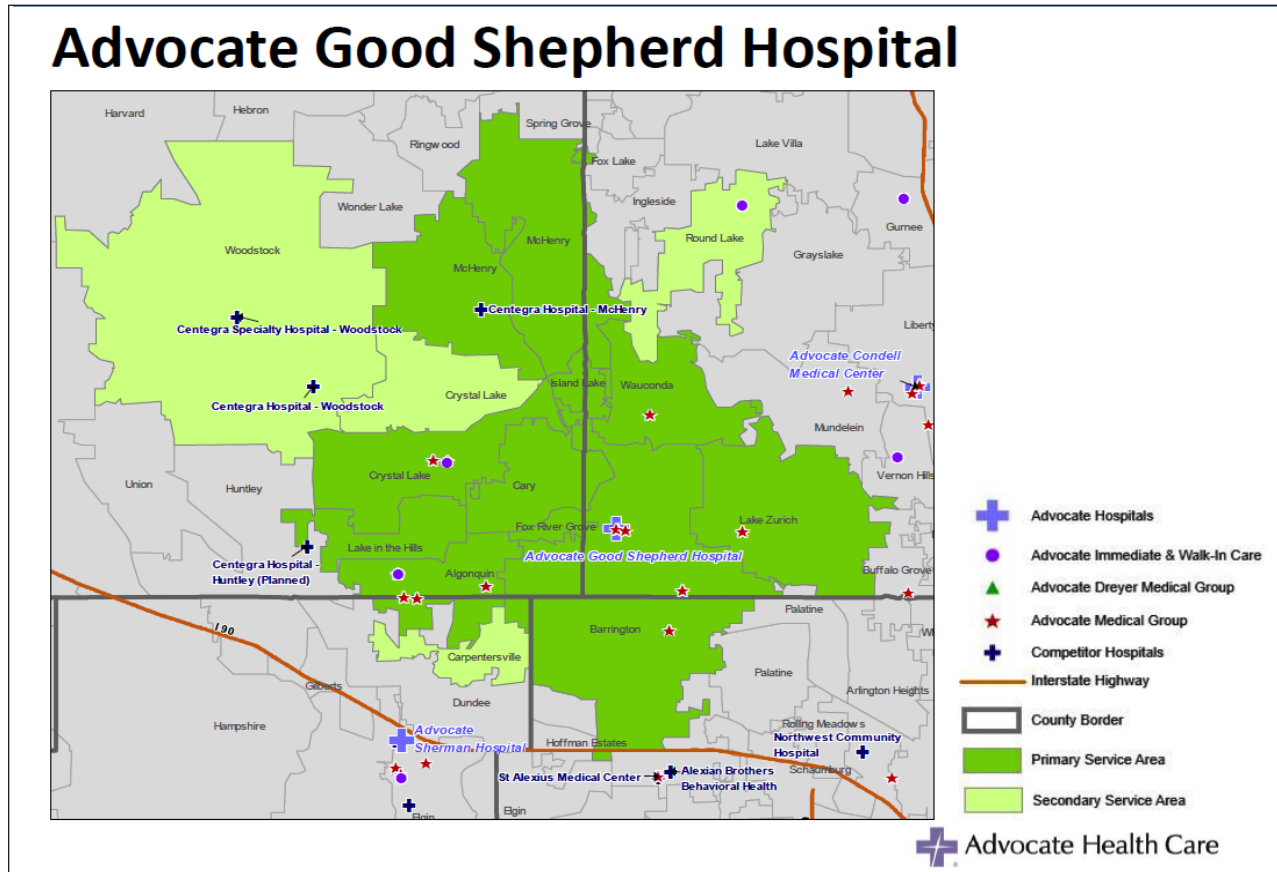 Advocate Good Shepherd Hospital
Harvard
Hebron
Spring Grove
Ringwood
Fox Lake
Lake Villa
Wonder Lake
Ingleside
Gurnee
Woodstock
McHenry
McHenry
Round Lake
Grayslake
Centegra Hospital - McHenry
Centegra Specialty Hospital - Woodstock
Liberty
Advocate Condell
Medical Center
Island Lake
Wauconda
Crystal Lake
Centegra Hospital - Woodstock
Mundelein
Union
Huntley
Crystal Lake
Cary
Vernon Hills
Fox River Grove
Lake Zurich
Lake in the Hills
Advocate Good Shepherd Hospital
Centegra Hospital -
Huntley (Planned)
Algonquin
Buffalo Grove
Palatine
I 90
Barrington
Carpentersville
Palatine
Gilberts
Arlington Heights
Dundee
Hampshire
Rolling Meadows
Advocate
Sherman Hospital
Hoffman Estates
Northwest Community
Hospital
St Alexius Medical Center
Alexian Brothers
Behavioral Health
Schaumburg
Elgin
Elgin
Advocate Hospitals
Advocate Immediate & Walk-In Care
Advocate Dreyer Medical Group
Advocate Medical Group
Competitor Hospitals
Interstate Highway
County Border
Primary Service Area
Secondary Service Area
Advocate Health Care